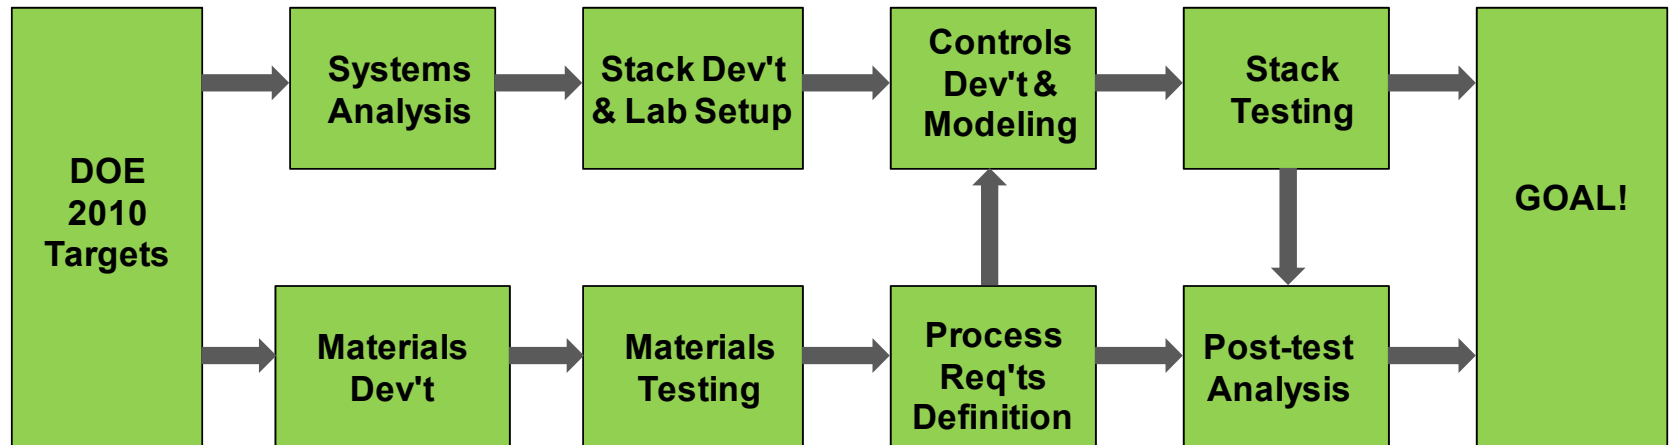 DOE
2010
Targets
Systems
Analysis
Stack Dev't
& Lab Setup
Controls
Dev't &
Modeling
Stack
Testing
GOAL!
Materials
Dev't
Materials
Testing
Process
Req'ts
Definition
Post-test
Analysis